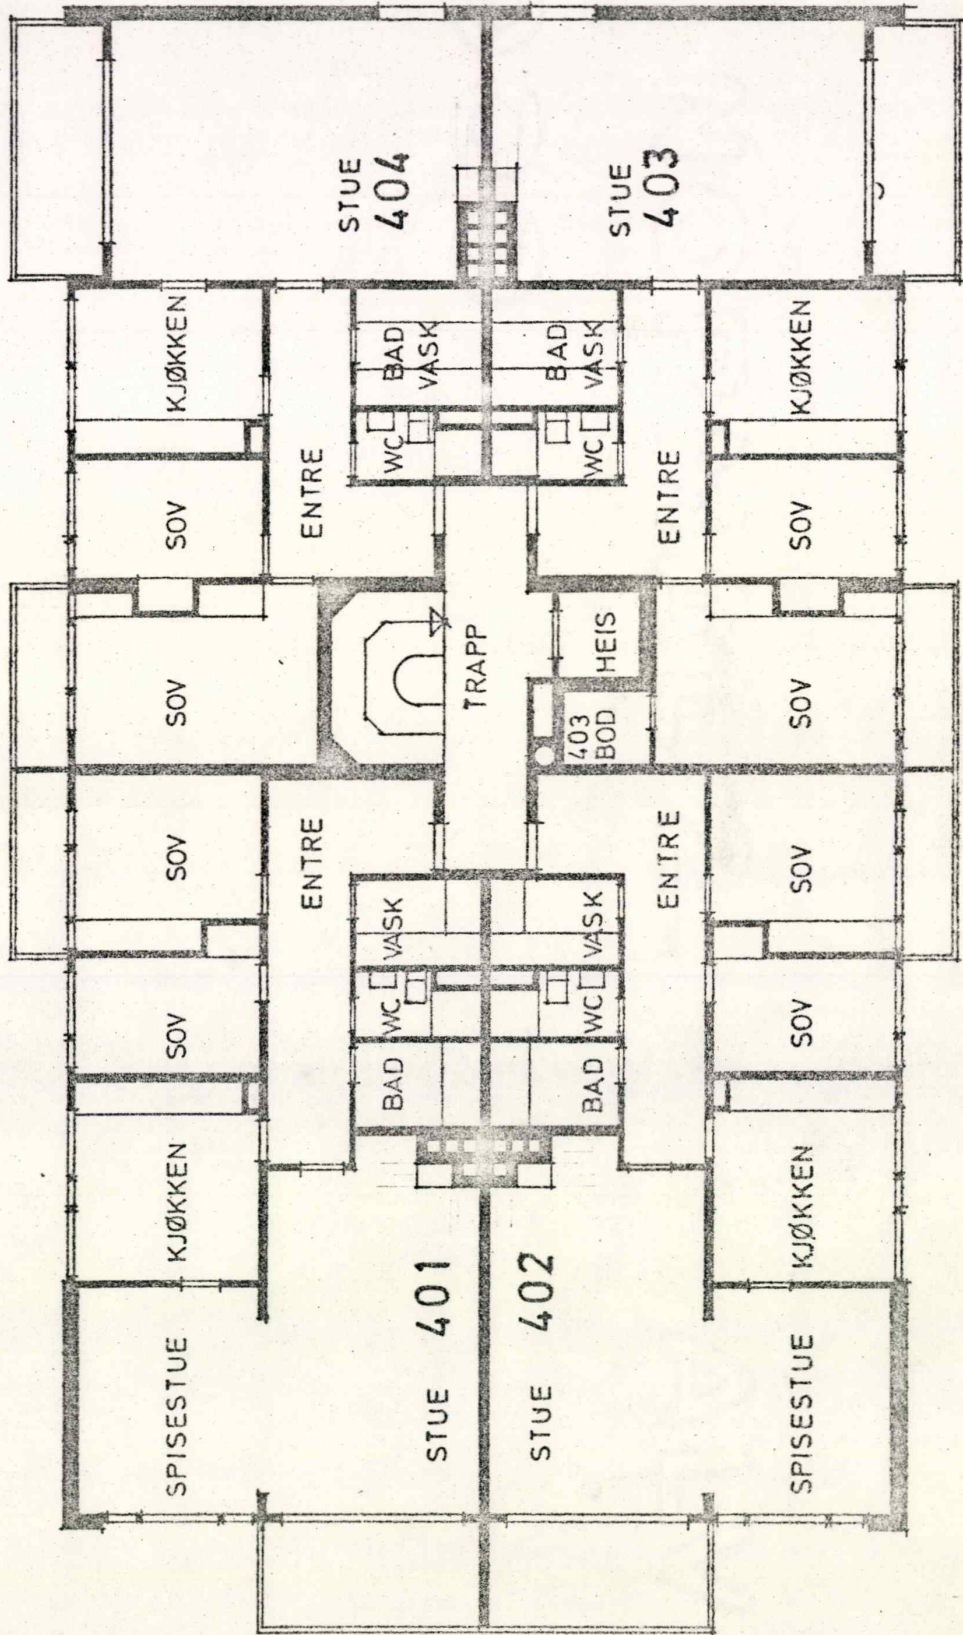 SPISESTUE
KJØKKEN
SOV
SOV
SOV
SOV
KJØKKEN
ENTRE
ENTRE
STUE
404
BAD
WC
VASK
WC
BAD
VASK
STUE 401
TRAPP
STUE 402
BAD
WC
VASK
403
BOD
HEIS
WC
BAD
VASK
STUE
403
ENTRE
ENTRE
SPISESTUE
KJØKKEN
SOV
SOV
SOV
SOV
KJØKKEN